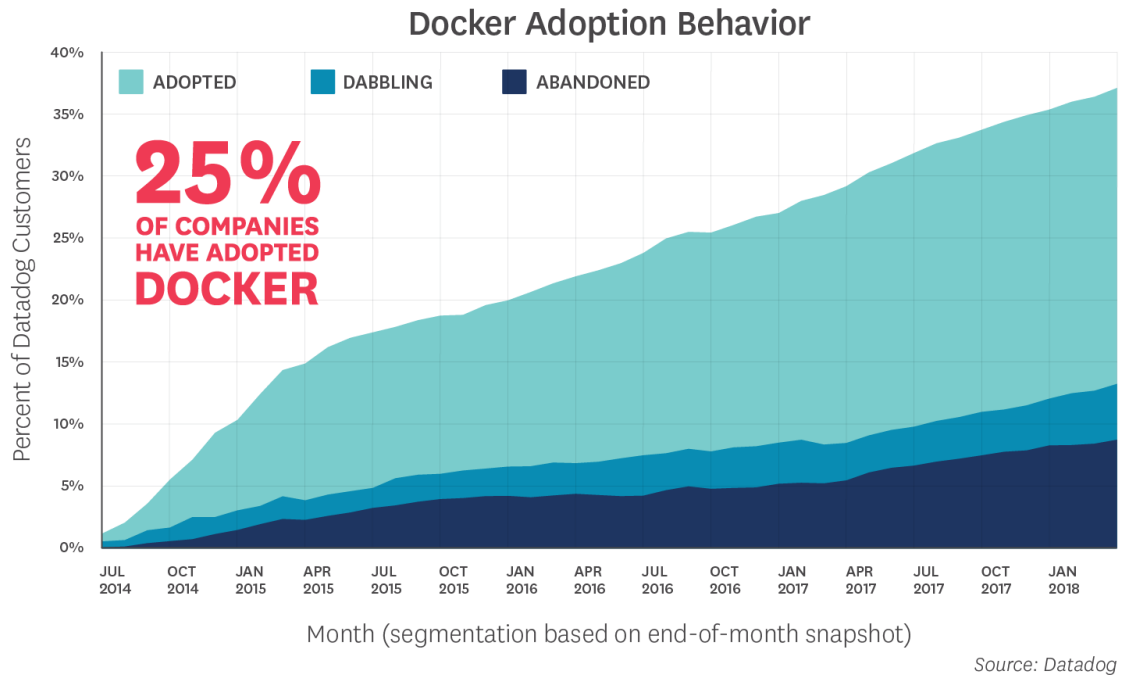 Docker Adoption Behavior
40%
ADOPTED
DABBLING
ABANDONED
35%
30%
25%
20%
15%
10%
5%
0%
Percent of Datadog Customers
25%
OF COMPANIES
HAVE ADOPTED
DOCKER
JUL
2014
OCT
2014
JAN
2015
APR
2015
JUL
2015
OCT
2015
JAN
2016
APR
2016
JUL
2016
OCT
2016
JAN
2017
APR
2017
JUL
2017
OCT
2017
JAN
2018
Month (segmentation based on end-of-month snapshot)
Source: Datadog